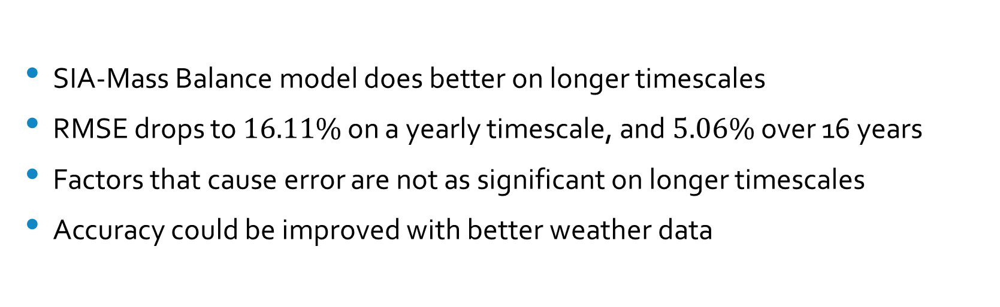 • SIA-Mass Balance model does better on longer timescales
• RMSE drops to 16.11% on a yearly timescale, and 5.06% over 16 years
• Factors that cause error are not as significant on longer timescales
• Accuracy could be improved with better weather data